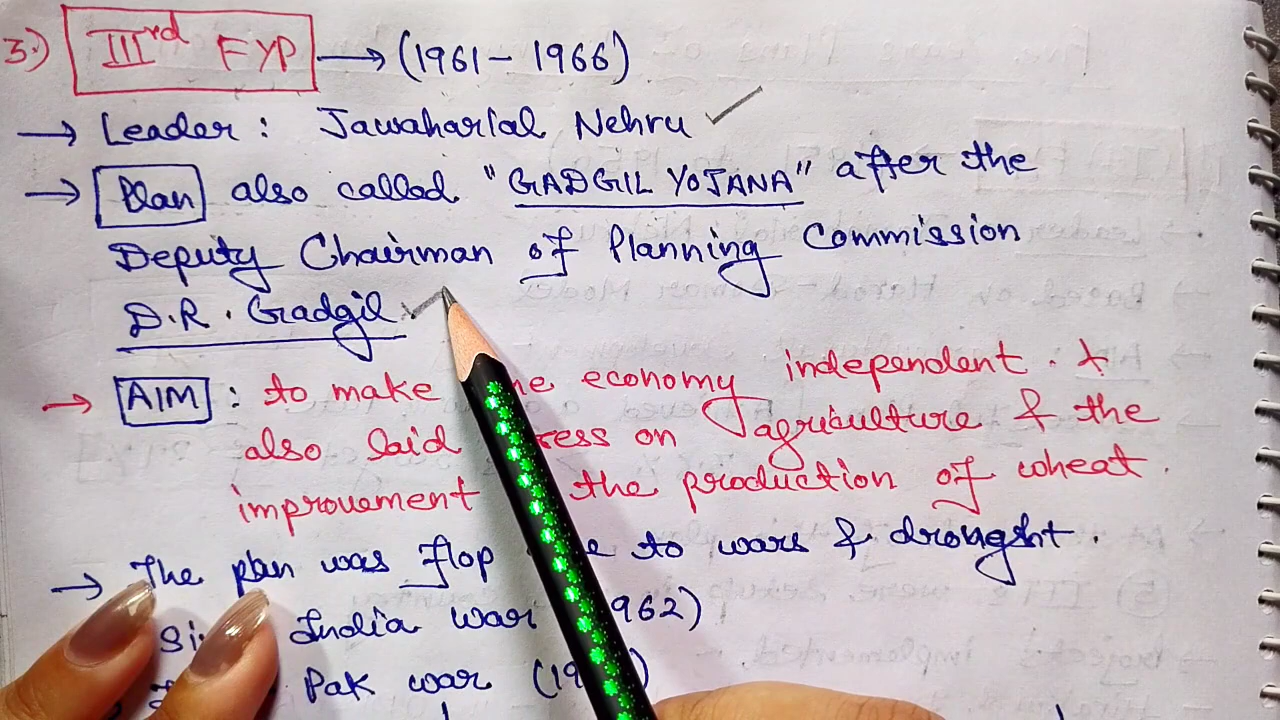 3.) IIIrd FYP → (1961 - 1966)
→ Leader : Jawaharlal Nehru ✓
→ Plan also called "GADGIL YOJANA" after the
Deputy Chairman of Planning Commission
D.R. Gadgil ✓
→ AIM : to make economy independent. &
also laid on agriculture & the
improvement the production of wheat.
→ The plan was flop to wars & drought.
India war 1962)
Pak war (19